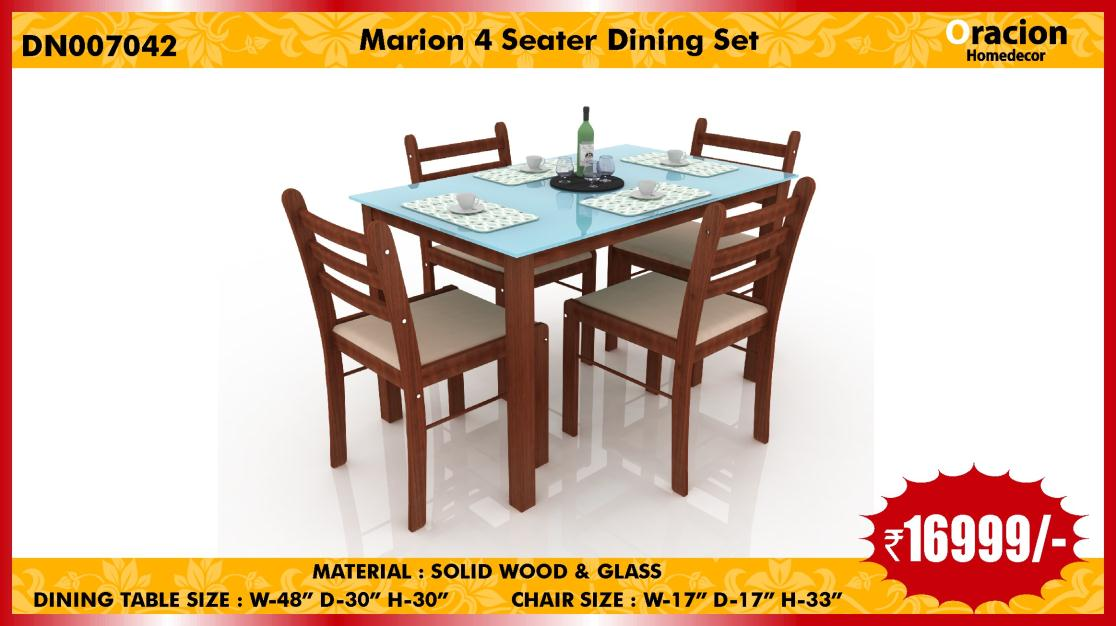 DN007042
Marion 4 Seater Dining Set
Oracion
Homedecor
₹16999/-
MATERIAL : SOLID WOOD & GLASS
DINING TABLE SIZE : W-48” D-30” H-30” CHAIR SIZE : W-17” D-17” H-33”